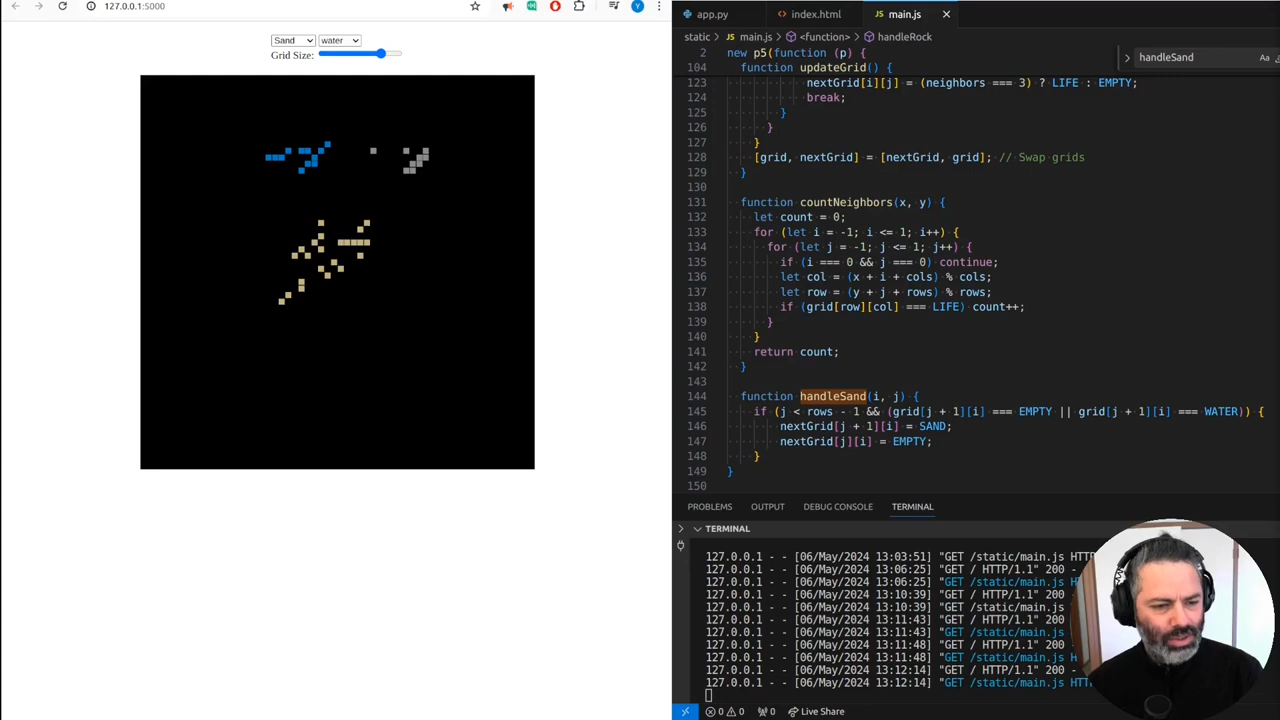 127.0.0.1:5000
Sand water
Grid Size:
app.py index.html main.js
static > main.js > <function> > handleRock
handleSand Aa
2 new p5(function (p) {
104 function updateGrid() {
123 nextGrid[i][j] = (neighbors === 3) ? LIFE : EMPTY;
124 break;
125 }
126 }
127 }
128 [grid, nextGrid] = [nextGrid, grid]; // Swap grids
129 }
130
131 function countNeighbors(x, y) {
132 let count = 0;
133 for (let i = -1; i <= 1; i++) {
134 for (let j = -1; j <= 1; j++) {
135 if (i === 0 && j === 0) continue;
136 let col = (x + i + cols) % cols;
137 let row = (y + j + rows) % rows;
138 if (grid[row][col] === LIFE) count++;
139 }
140 }
141 return count;
142 }
143
144 function handleSand(i, j) {
145 if (j < rows - 1 && (grid[j + 1][i] === EMPTY || grid[j + 1][i] === WATER)) {
146 nextGrid[j + 1][i] = SAND;
147 nextGrid[j][i] = EMPTY;
148 }
149 }
150
PROBLEMS OUTPUT DEBUG CONSOLE TERMINAL
TERMINAL
127.0.0.1 - - [06/May/2024 13:03:51] "GET /static/main.js HTT
127.0.0.1 - - [06/May/2024 13:06:25] "GET / HTTP/1.1" 200 -
127.0.0.1 - - [06/May/2024 13:06:25] "GET /static/main.js HT
127.0.0.1 - - [06/May/2024 13:10:39] "GET / HTTP/1.1" 200
127.0.0.1 - - [06/May/2024 13:10:39] "GET /static/main.js H
127.0.0.1 - - [06/May/2024 13:11:43] "GET / HTTP/1.1" 200
127.0.0.1 - - [06/May/2024 13:11:43] "GET /static/main.js H
127.0.0.1 - - [06/May/2024 13:11:48] "GET / HTTP/1.1" 200
127.0.0.1 - - [06/May/2024 13:11:48] "GET /static/main.js H
127.0.0.1 - - [06/May/2024 13:12:14] "GET / HTTP/1.1" 200
127.0.0.1 - - [06/May/2024 13:12:14] "GET /static/main.js HT
0 0 0 Live Share